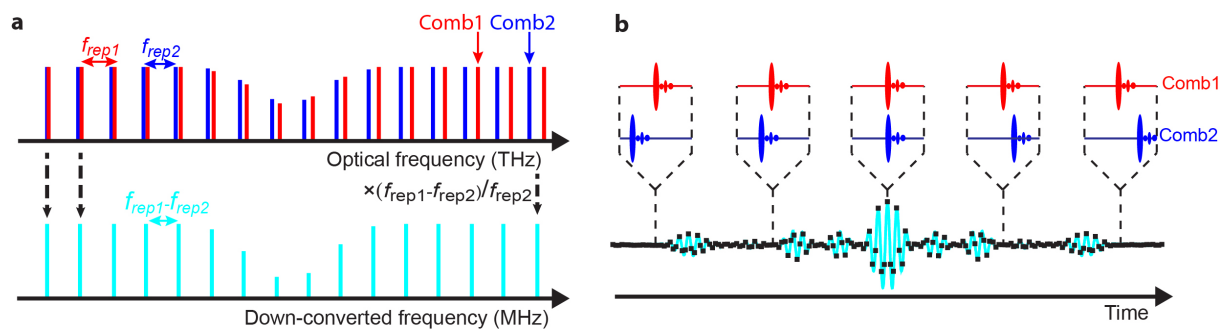 a
Comb1 Comb2
frep1 frep2
Optical frequency (THz)
×(frep1-frep2)/frep2
frep1-frep2
Down-converted frequency (MHz)
b
Comb1
Comb2
Time